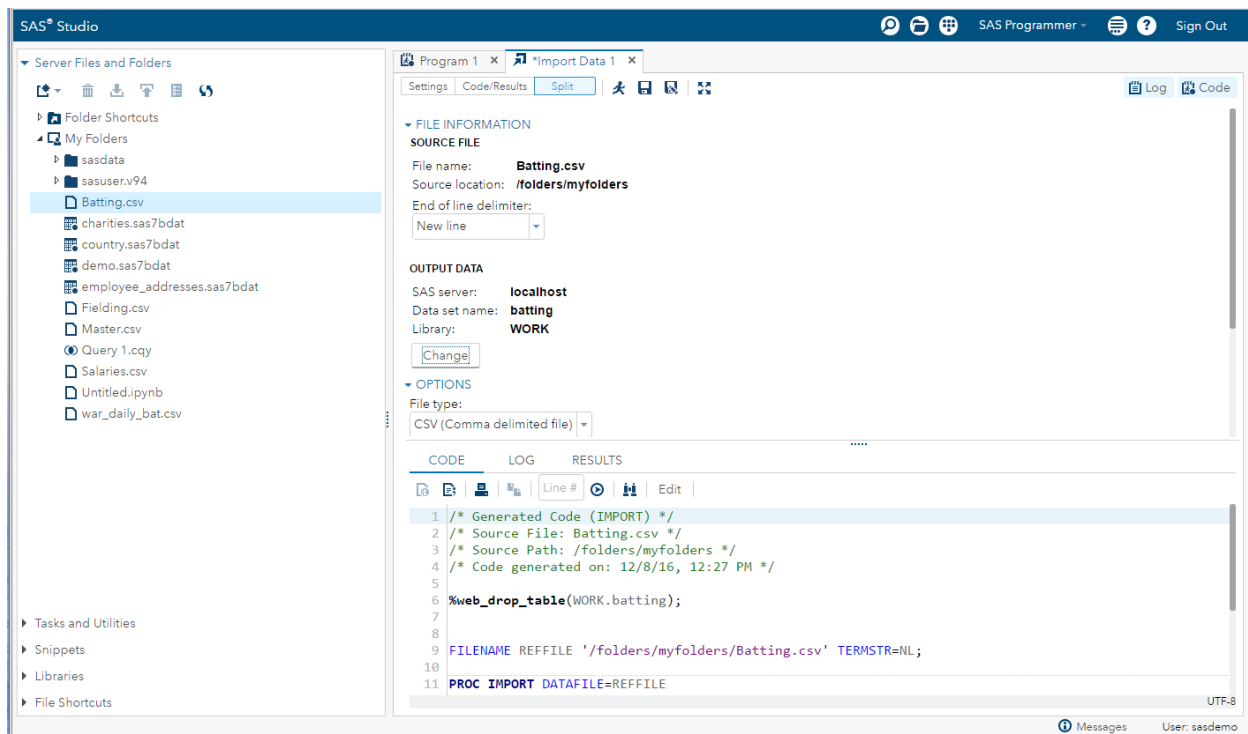 SAS® Studio
SAS Programmer
Sign Out
Server Files and Folders
Folder Shortcuts
My Folders
sasdata
sasuser.v94
Batting.csv
charities.sas7bdat
country.sas7bdat
demo.sas7bdat
employee_addresses.sas7bdat
Fielding.csv
Master.csv
Query 1.cqy
Salaries.csv
Untitled.ipynb
war_daily_bat.csv
Tasks and Utilities
Snippets
Libraries
File Shortcuts
Program 1 × *Import Data 1 ×
Settings Code/Results Split
Log Code
FILE INFORMATION
SOURCE FILE
File name: Batting.csv
Source location: /folders/myfolders
End of line delimiter:
New line
OUTPUT DATA
SAS server: localhost
Data set name: batting
Library: WORK
Change
OPTIONS
File type:
CSV (Comma delimited file)
CODE LOG RESULTS
Line # Edit
1 /* Generated Code (IMPORT) */
2 /* Source File: Batting.csv */
3 /* Source Path: /folders/myfolders */
4 /* Code generated on: 12/8/16, 12:27 PM */
5
6 %web_drop_table(WORK.batting);
7
8
9 FILENAME REFFILE '/folders/myfolders/Batting.csv' TERMSTR=NL;
10
11 PROC IMPORT DATAFILE=REFFILE
UTF-8
Messages User: sasdemo